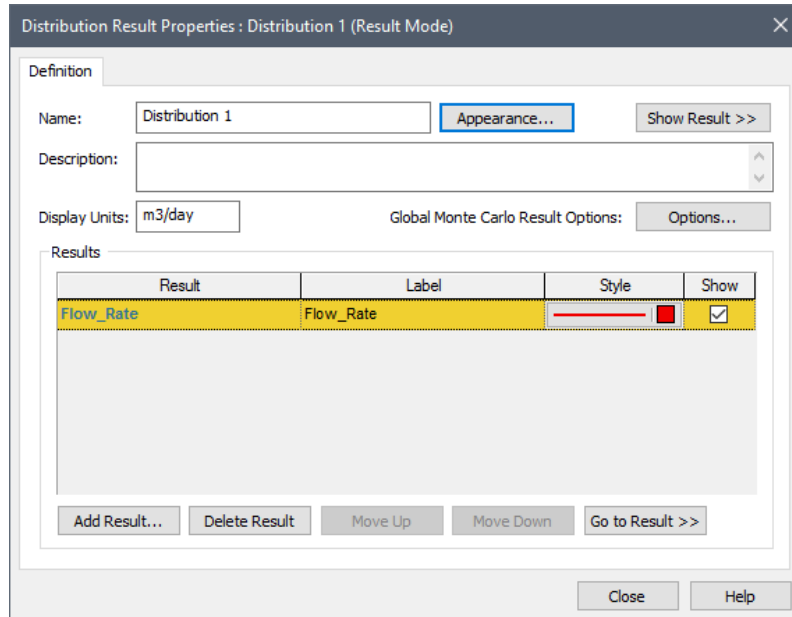 Distribution Result Properties : Distribution 1 (Result Mode)
Definition
Name: Distribution 1 Appearance... Show Result >>
Description:
Display Units: m3/day Global Monte Carlo Result Options: Options...
Results
Result Label Style Show
Flow_Rate Flow_Rate
Add Result... Delete Result Move Up Move Down Go to Result >>
Close Help